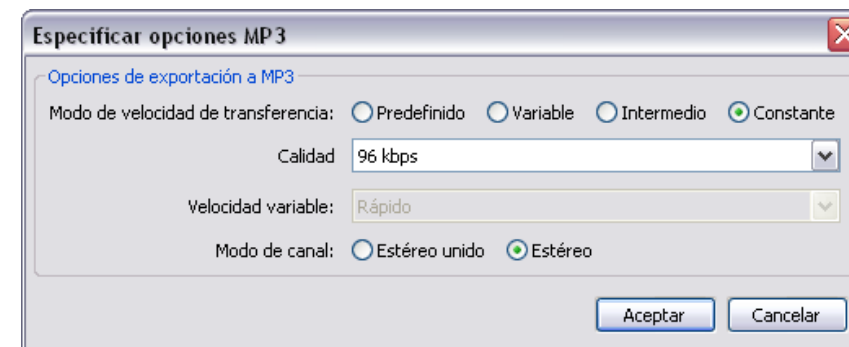 Especificar opciones MP3
Opciones de exportación a MP3
Modo de velocidad de transferencia: Predefinido Variable Intermedio Constante
Calidad 96 kbps
Velocidad variable: Rápido
Modo de canal: Estéreo unido Estéreo
Aceptar Cancelar